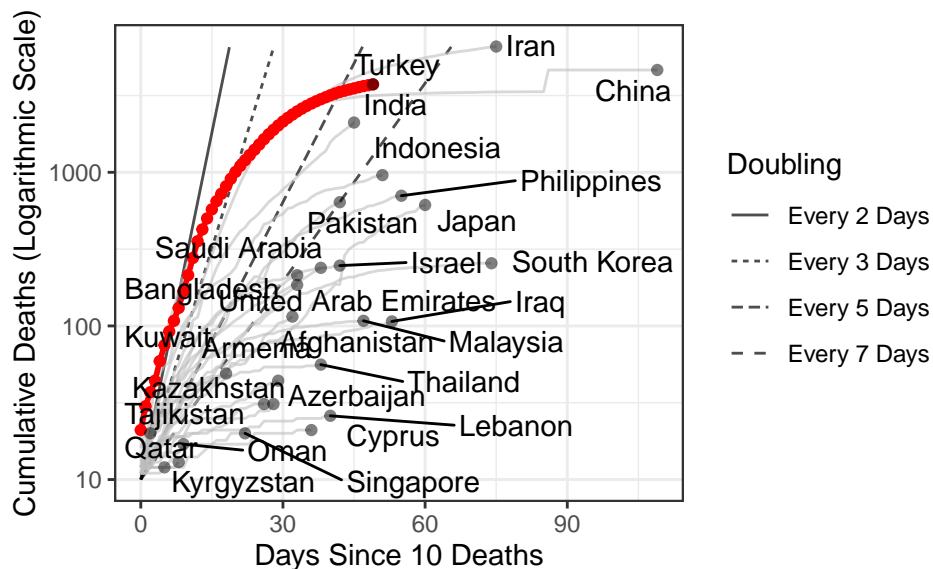 Cumulative Deaths (Logarithmic Scale)
1000
100
10
Iran
Turkey
China
India
Indonesia
Philippines
Pakistan
Japan
Saudi Arabia
Israel
South Korea
Bangladesh
United Arab Emirates
Iraq
Kuwait
Armenia
Afghanistan
Malaysia
Thailand
Kazakhstan
Azerbaijan
Tajikistan
Lebanon
Cyprus
Qatar
Oman
Kyrgyzstan
Singapore
0
30
60
90
Days Since 10 Deaths
Doubling
Every 2 Days
Every 3 Days
Every 5 Days
Every 7 Days